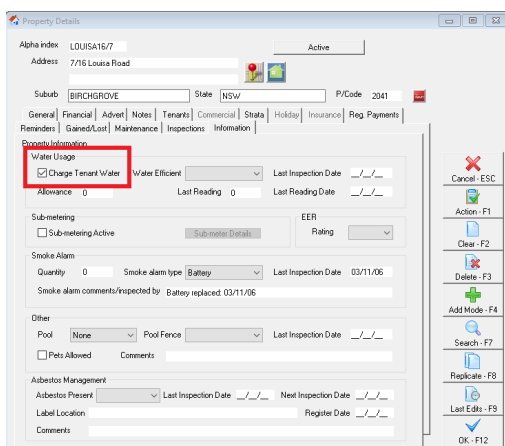 Property Details
Alpha index LOUISA16/7 Active
Address 7/16 Louisa Road
Suburb BIRCHGROVE State NSW P/Code 2041
General Financial Advert Notes Tenants Commercial Strata Holiday Insurance Reg. Payments
Reminders Gained/Lost Maintenance Inspections Information
Property Information
Water Usage
Charge Tenant Water Water Efficient Last Inspection Date __/__/__
Allowance 0 Last Reading 0 Last Reading Date __/__/__
Sub-metering EER
Sub-metering Active Sub-meter Details Rating
Smoke Alarm
Quantity 0 Smoke alarm type Battery Last Inspection Date 03/11/06
Smoke alarm comments/inspected by Battery replaced: 03/11/06
Other
Pool None Pool Fence Last Inspection Date __/__/__
Pets Allowed Comments
Asbestos Management
Asbestos Present Last Inspection Date __/__/__ Next Inspection Date __/__/__
Label Location Register Date __/__/__
Comments
Cancel - ESC
Action - F1
Clear - F2
Delete - F3
Add Mode - F4
Search - F7
Replicate - F8
Last Edits - F9
OK - F12